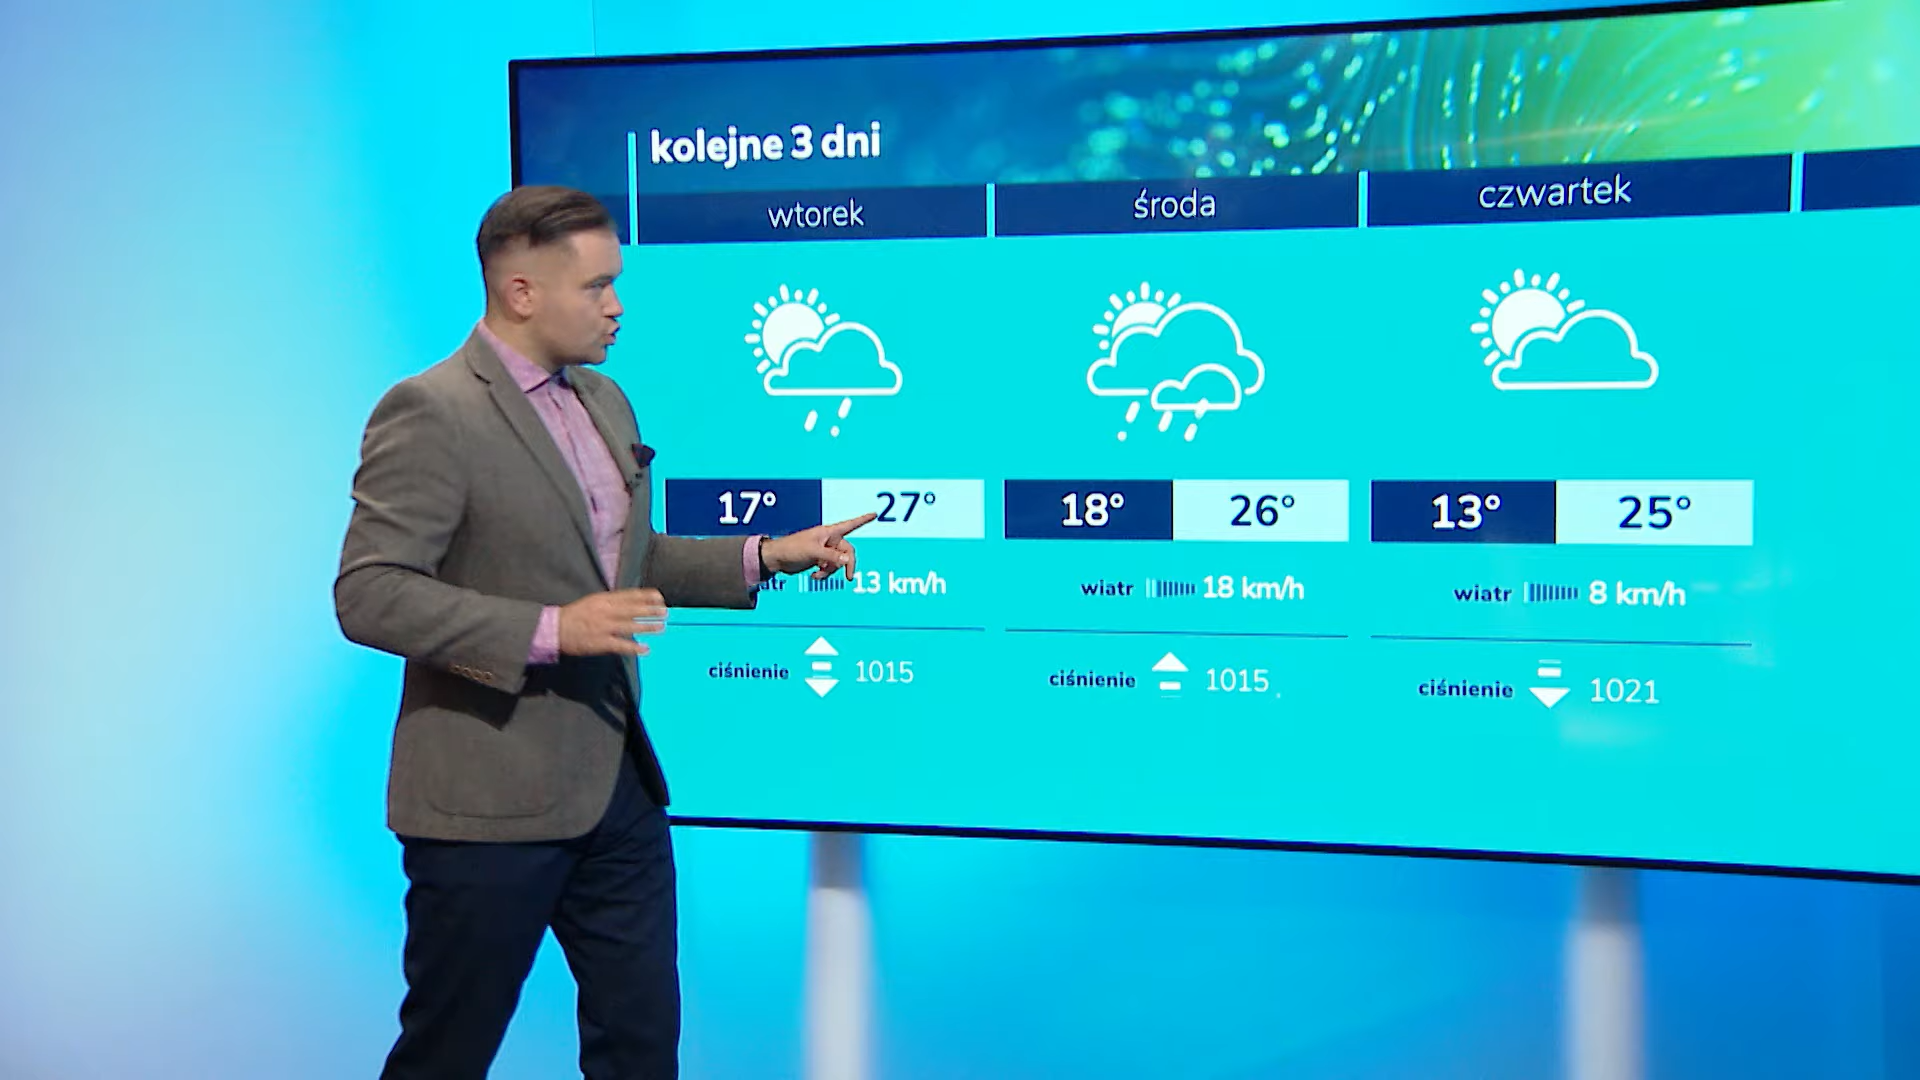 kolejne 3 dni
wtorek środa czwartek
17° 27° 18° 26° 13° 25°
13 km/h wiatr 18 km/h wiatr 8 km/h
ciśnienie 1015 ciśnienie 1015 ciśnienie 1021